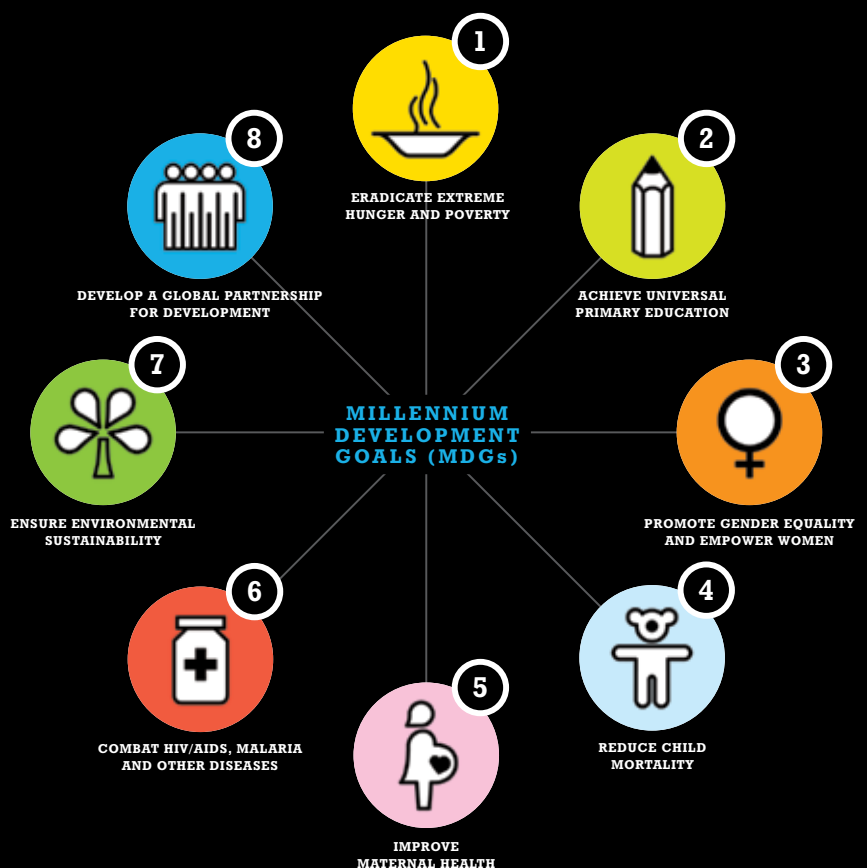 1
ERADICATE EXTREME
HUNGER AND POVERTY
2
ACHIEVE UNIVERSAL
PRIMARY EDUCATION
3
PROMOTE GENDER EQUALITY
AND EMPOWER WOMEN
4
REDUCE CHILD
MORTALITY
5
IMPROVE
MATERNAL HEALTH
6
COMBAT HIV/AIDS, MALARIA
AND OTHER DISEASES
7
ENSURE ENVIRONMENTAL
SUSTAINABILITY
8
DEVELOP A GLOBAL PARTNERSHIP
FOR DEVELOPMENT
MILLENNIUM
DEVELOPMENT
GOALS (MDGs)